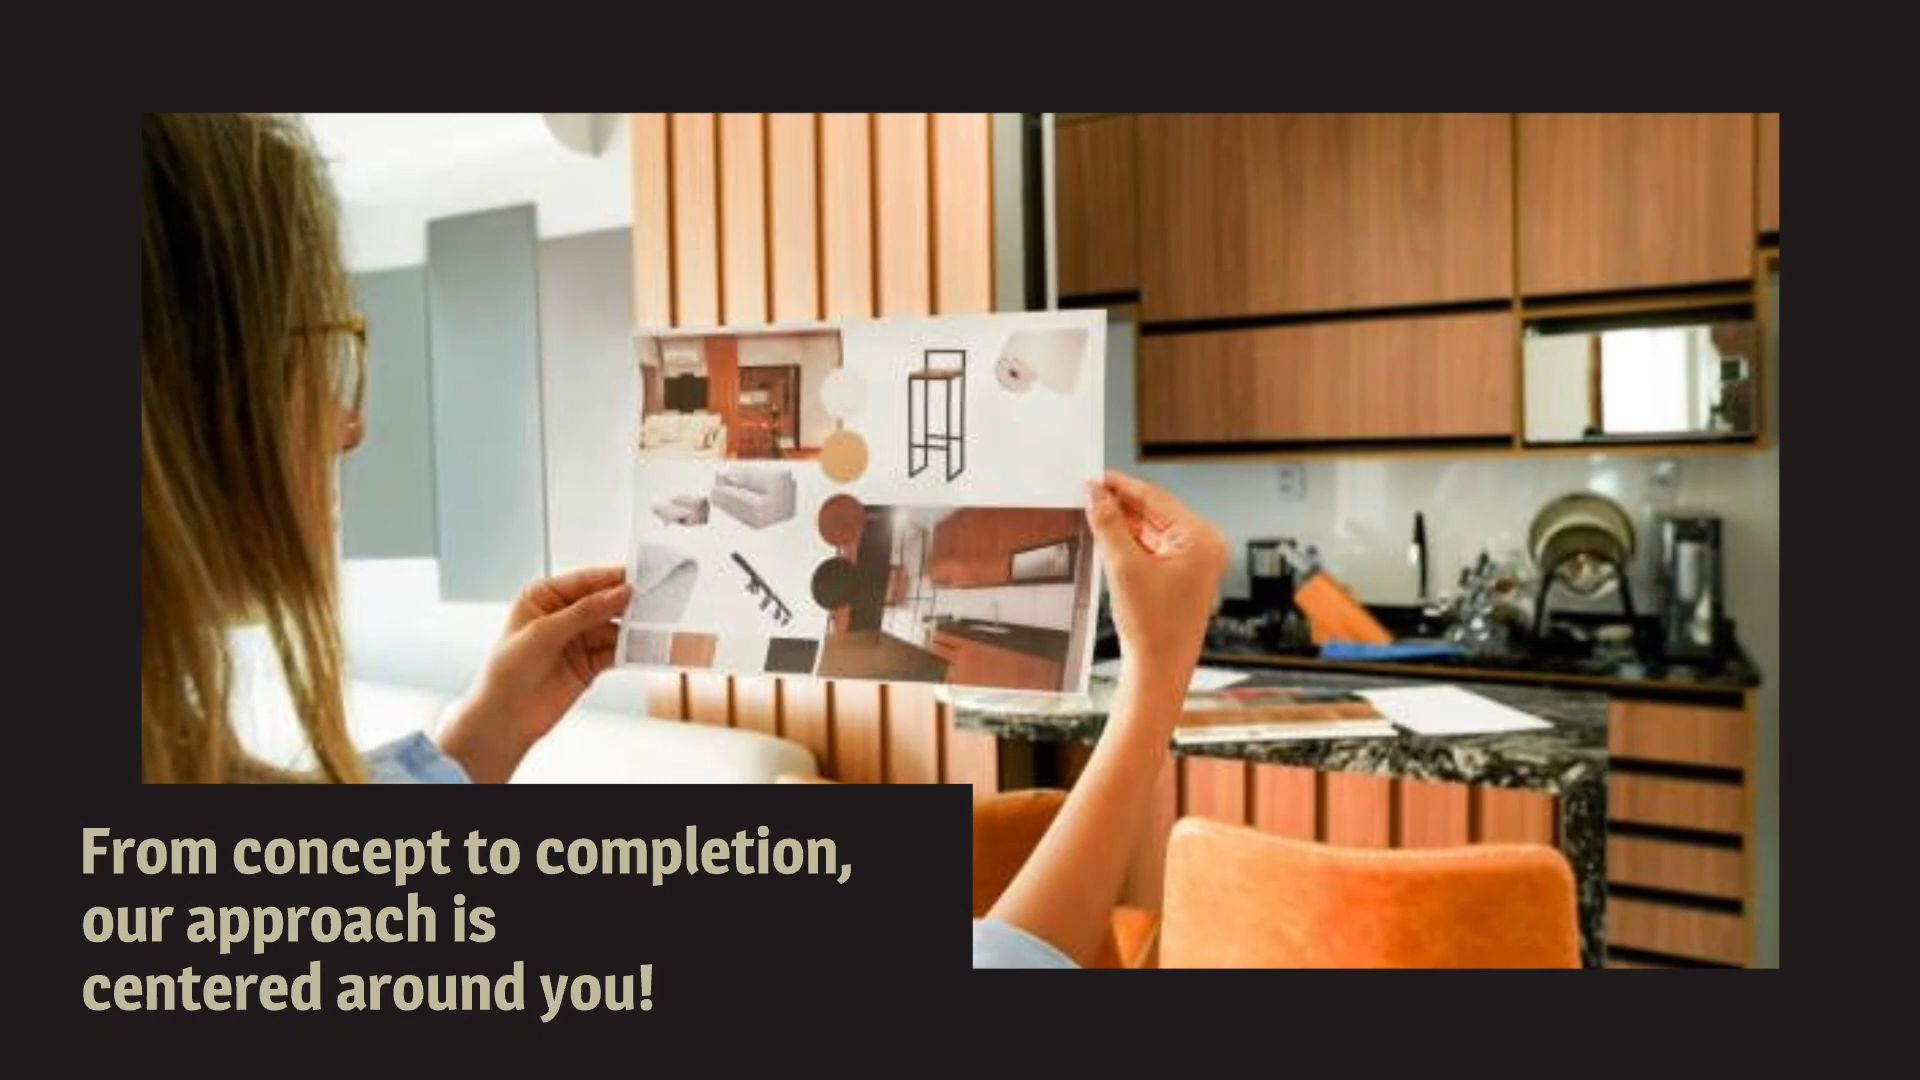 From concept to completion,
our approach is
centered around you!